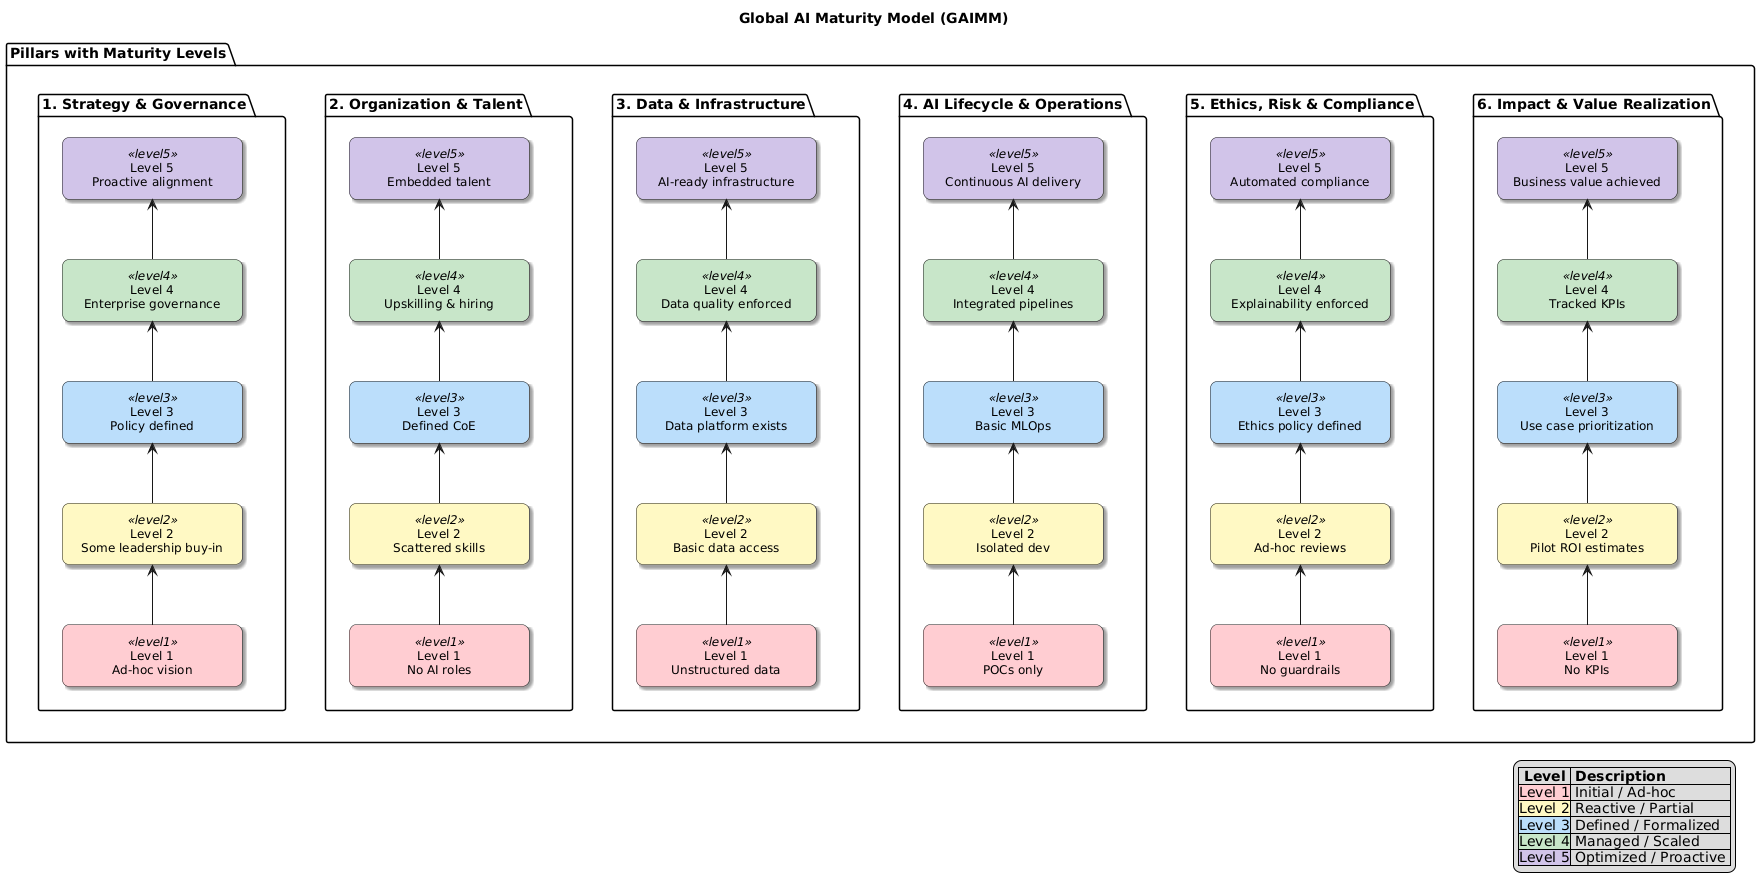 Global AI Maturity Model (GAIMM)
Pillars with Maturity Levels
1. Strategy & Governance
«level5»
Level 5
Proactive alignment
«level4»
Level 4
Enterprise governance
«level3»
Level 3
Policy defined
«level2»
Level 2
Some leadership buy-in
«level1»
Level 1
Ad-hoc vision
2. Organization & Talent
«level5»
Level 5
Embedded talent
«level4»
Level 4
Upskilling & hiring
«level3»
Level 3
Defined CoE
«level2»
Level 2
Scattered skills
«level1»
Level 1
No AI roles
3. Data & Infrastructure
«level5»
Level 5
AI-ready infrastructure
«level4»
Level 4
Data quality enforced
«level3»
Level 3
Data platform exists
«level2»
Level 2
Basic data access
«level1»
Level 1
Unstructured data
4. AI Lifecycle & Operations
«level5»
Level 5
Continuous AI delivery
«level4»
Level 4
Integrated pipelines
«level3»
Level 3
Basic MLOps
«level2»
Level 2
Isolated dev
«level1»
Level 1
POCs only
5. Ethics, Risk & Compliance
«level5»
Level 5
Automated compliance
«level4»
Level 4
Explainability enforced
«level3»
Level 3
Ethics policy defined
«level2»
Level 2
Ad-hoc reviews
«level1»
Level 1
No guardrails
6. Impact & Value Realization
«level5»
Level 5
Business value achieved
«level4»
Level 4
Tracked KPIs
«level3»
Level 3
Use case prioritization
«level2»
Level 2
Pilot ROI estimates
«level1»
Level 1
No KPIs
Level Description
Level 1 Initial / Ad-hoc
Level 2 Reactive / Partial
Level 3 Defined / Formalized
Level 4 Managed / Scaled
Level 5 Optimized / Proactive